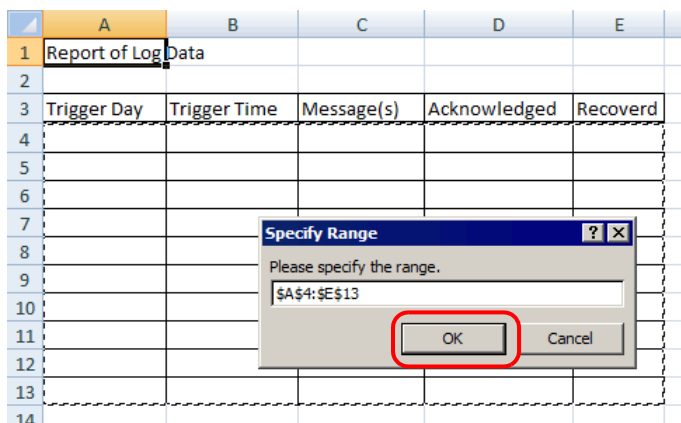 A B C D E
1 Report of Log Data
2
3 Trigger Day Trigger Time Message(s) Acknowledged Recoverd
4
5
6
7
Specify Range ? X
8
Please specify the range.
9
$A$4:$E$13
10
11
OK Cancel
12
13
14